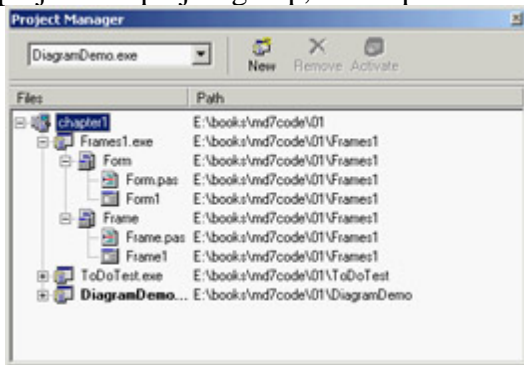 Project Manager
DiagramDemo.exe
New Remove Activate
Files Path
chapter1 E:\books\md7code\01
Frames1.exe E:\books\md7code\01\Frames1
Form E:\books\md7code\01\Frames1
Form.pas E:\books\md7code\01\Frames1
Form1 E:\books\md7code\01\Frames1
Frame E:\books\md7code\01\Frames1
Frame.pas E:\books\md7code\01\Frames1
Frame1 E:\books\md7code\01\Frames1
ToDoTest.exe E:\books\md7code\01\ToDoTest
DiagramDemo... E:\books\md7code\01\DiagramDemo